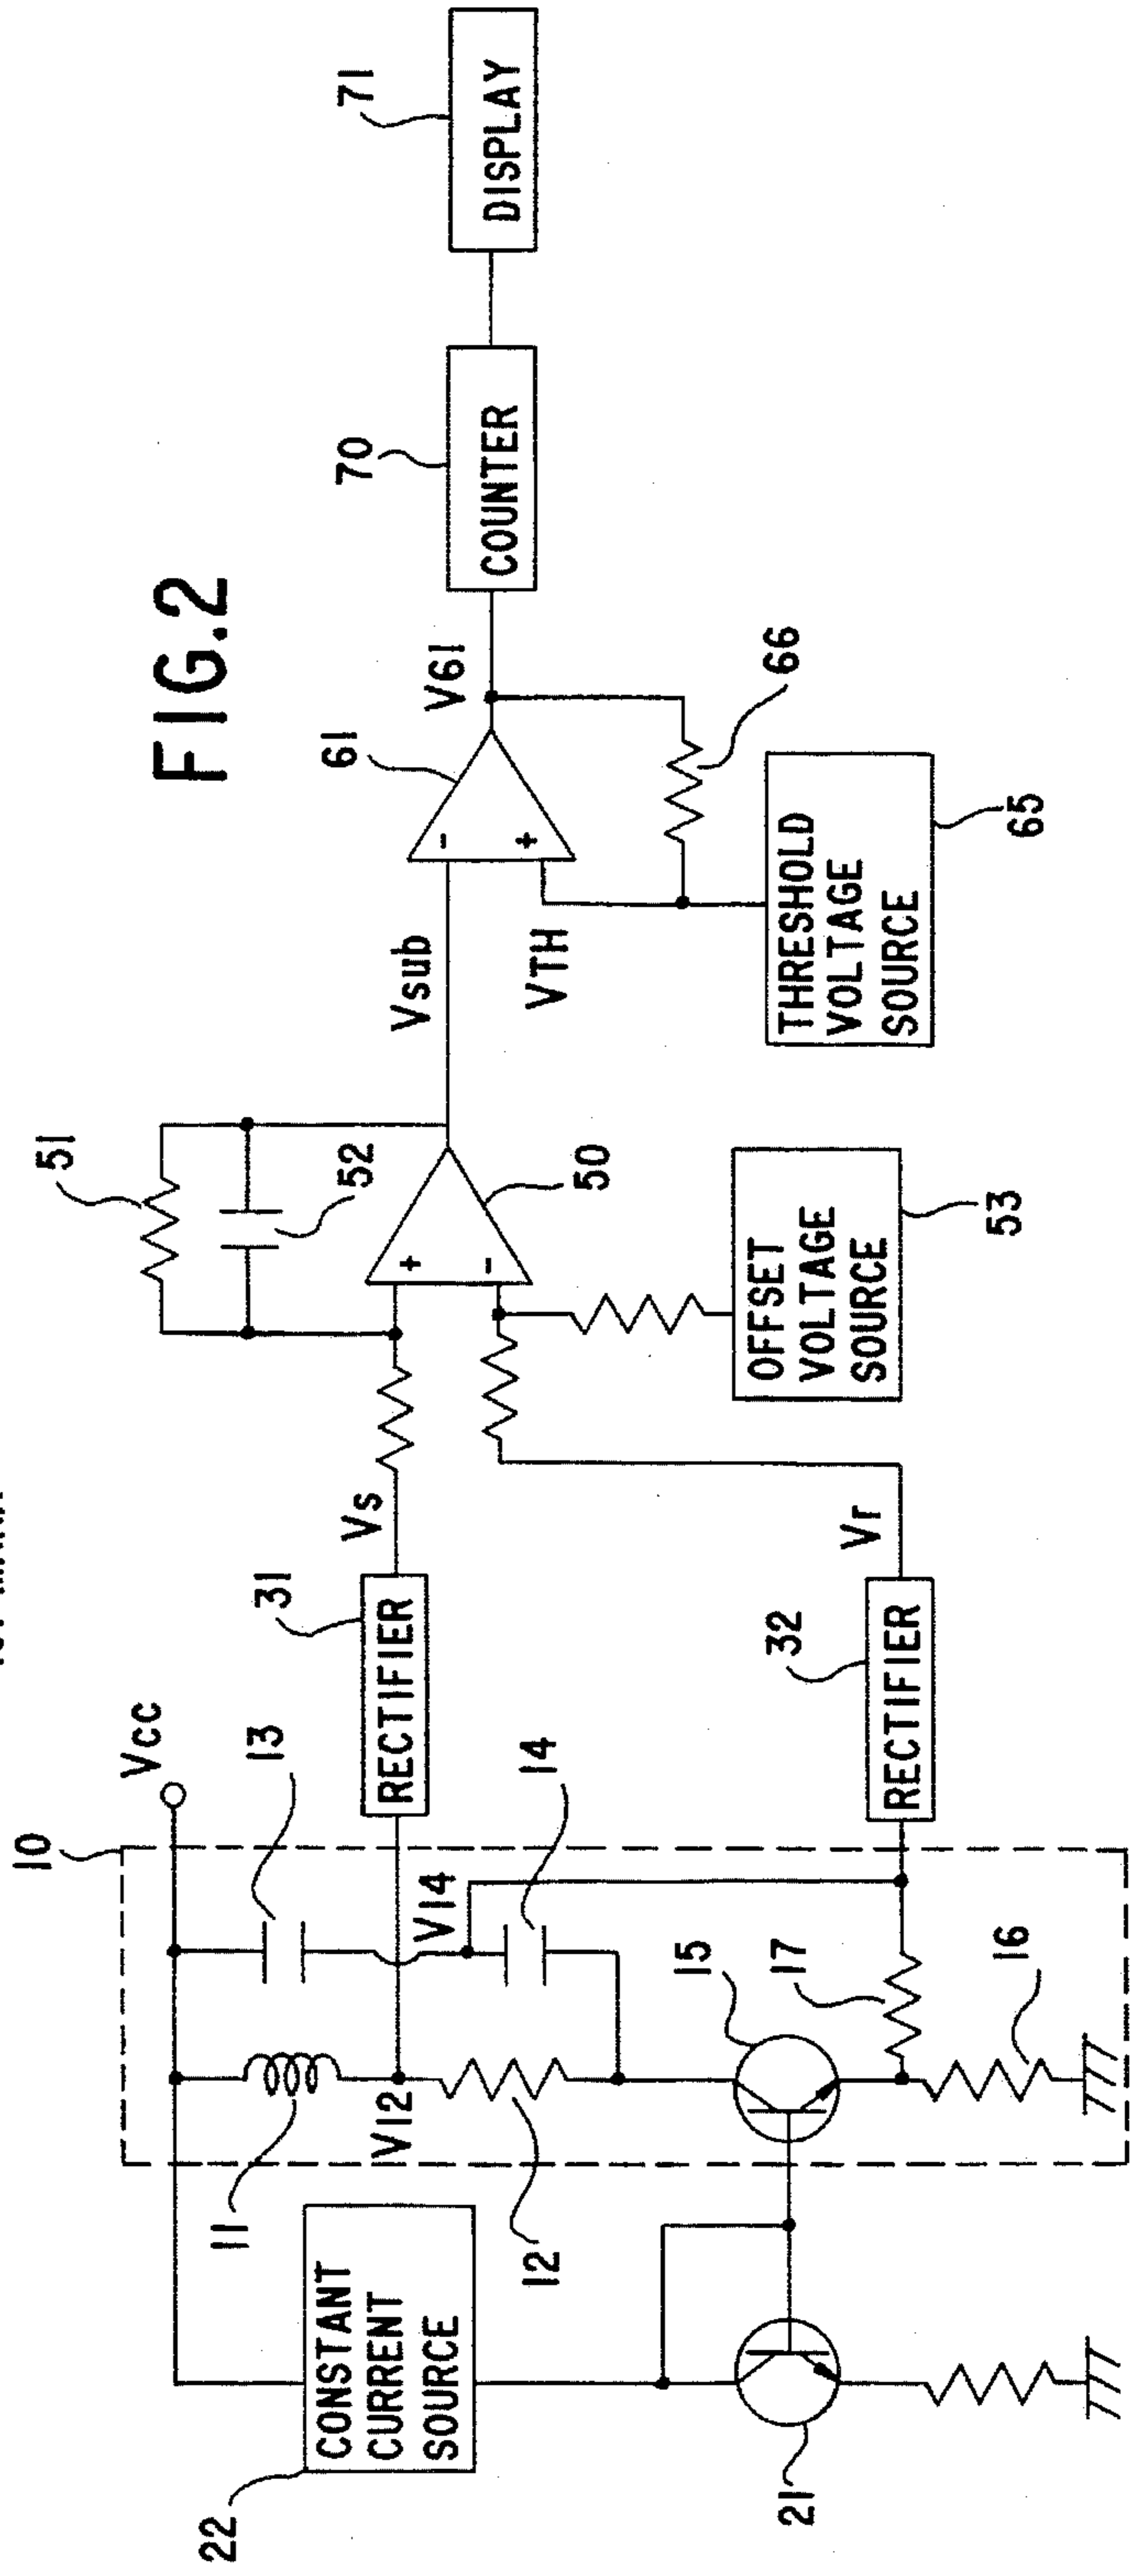 FIG.2
10
Vcc
13
14
V14
11
V12
12
15
16
17
CONSTANT
CURRENT
SOURCE
22
21
RECTIFIER
31
RECTIFIER
32
Vs
Vr
51
52
+
-
50
OFFSET
VOLTAGE
SOURCE
53
Vsub
VTH
-
+
61
V61
66
THRESHOLD
VOLTAGE
SOURCE
65
COUNTER
70
DISPLAY
71